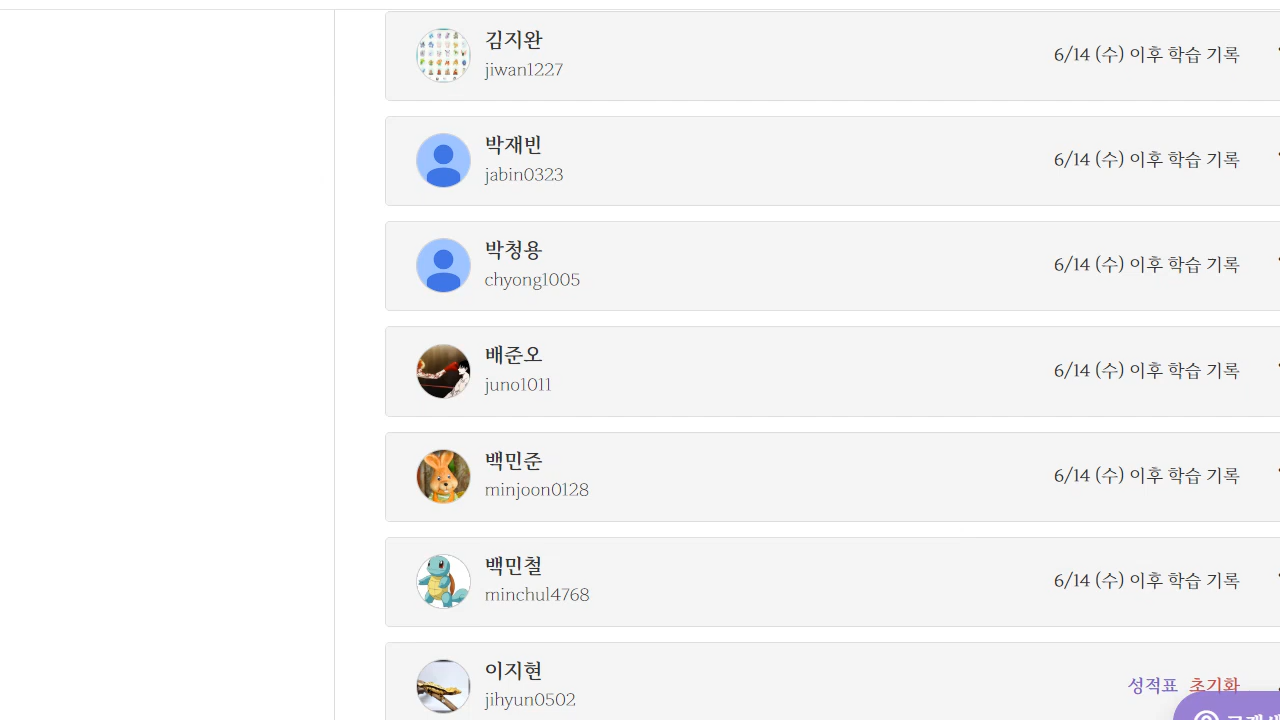 김지완
jiwan1227
6/14 (수) 이후 학습 기록
박재빈
jabin0323
6/14 (수) 이후 학습 기록
박청용
chyong1005
6/14 (수) 이후 학습 기록
배준오
juno1011
6/14 (수) 이후 학습 기록
백민준
minjoon0128
6/14 (수) 이후 학습 기록
백민철
minchul4768
6/14 (수) 이후 학습 기록
이지현
jihyun0502
성적표 초기화